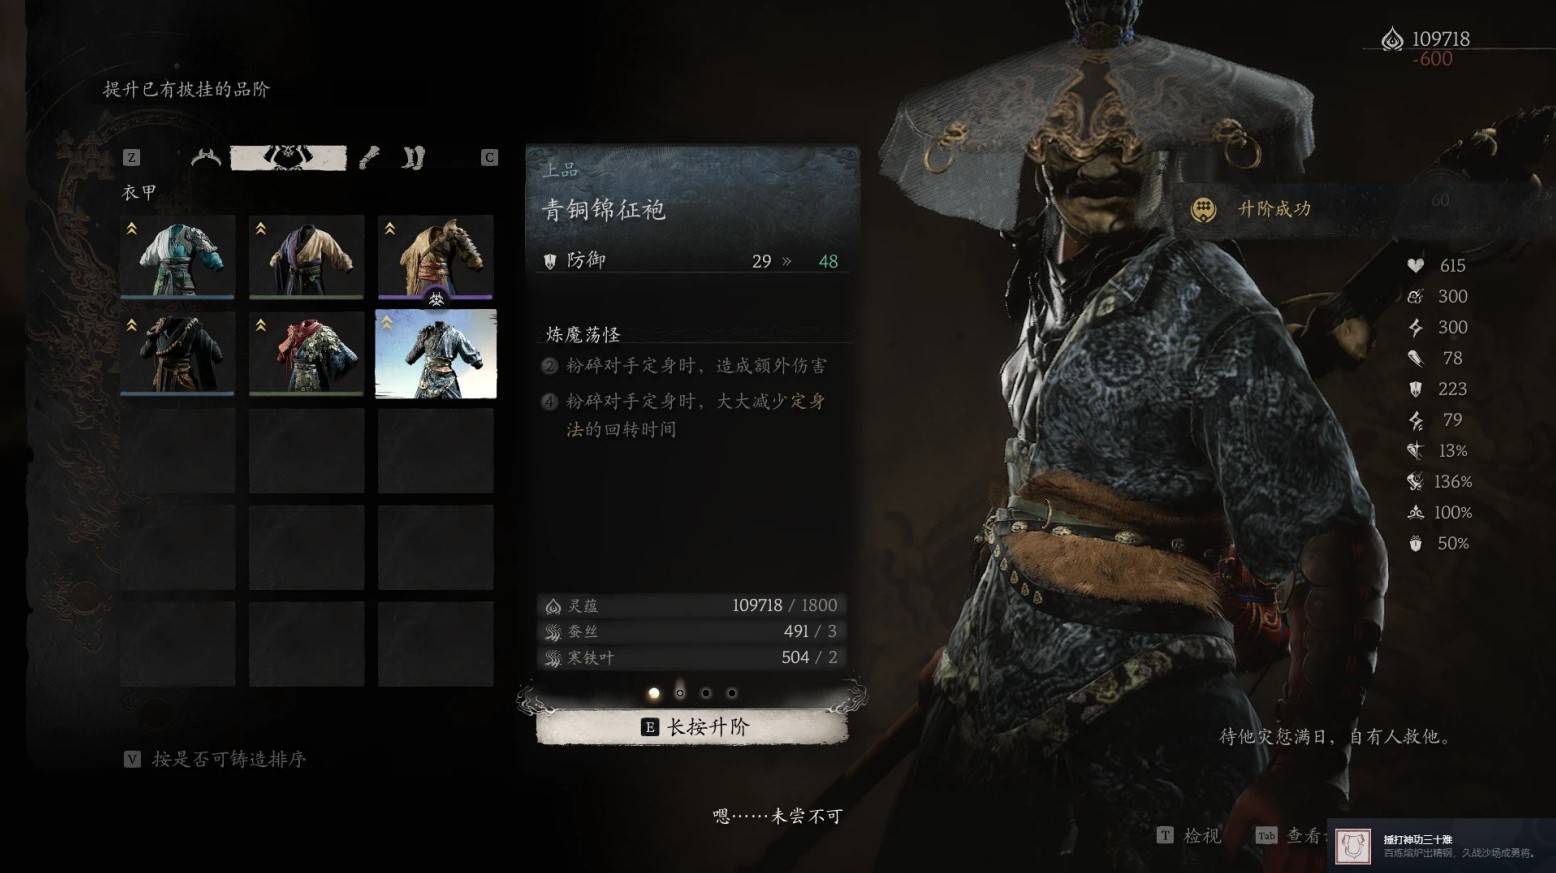 109718
-600
提升已有披挂的品阶
Z
C
衣甲
上品
青铜锦征袍
防御 29 » 48
炼魔荡怪
2 粉碎对手定身时，造成额外伤害
4 粉碎对手定身时，大大减少定身
法的回转时间
灵蕴 109718 / 1800
蚕丝 491 / 3
寒铁叶 504 / 2
E 长按升阶
V 按是否可铸造排序
嗯……未尝不可
升阶成功
60
615
300
300
78
223
79
13%
136%
100%
50%
待他灾愆满日，自有人救他。
T 检视
Tab 查看
捶打神功三十难
百炼熔炉出精钢，久战沙场成勇将。